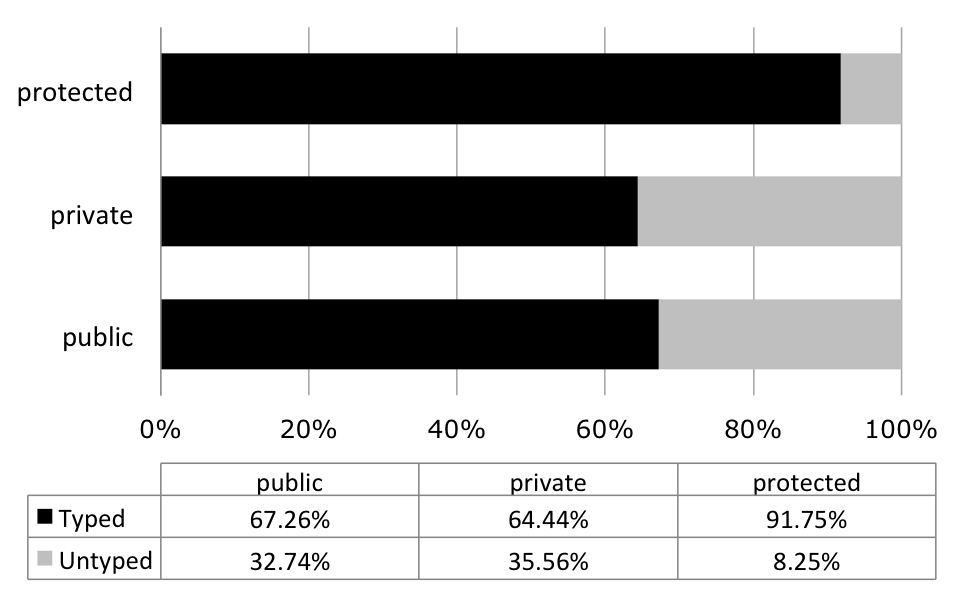 protected
private
public
0% 20% 40% 60% 80% 100%
public private protected
Typed 67.26% 64.44% 91.75%
Untyped 32.74% 35.56% 8.25%